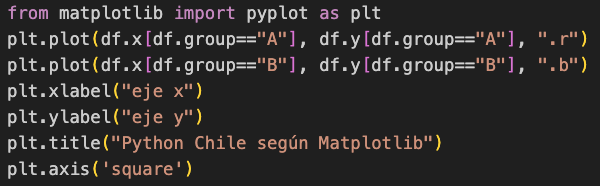 from matplotlib import pyplot as plt
plt.plot(df.x[df.group=="A"], df.y[df.group=="A"], ".r")
plt.plot(df.x[df.group=="B"], df.y[df.group=="B"], ".b")
plt.xlabel("eje x")
plt.ylabel("eje y")
plt.title("Python Chile según Matplotlib")
plt.axis('square')